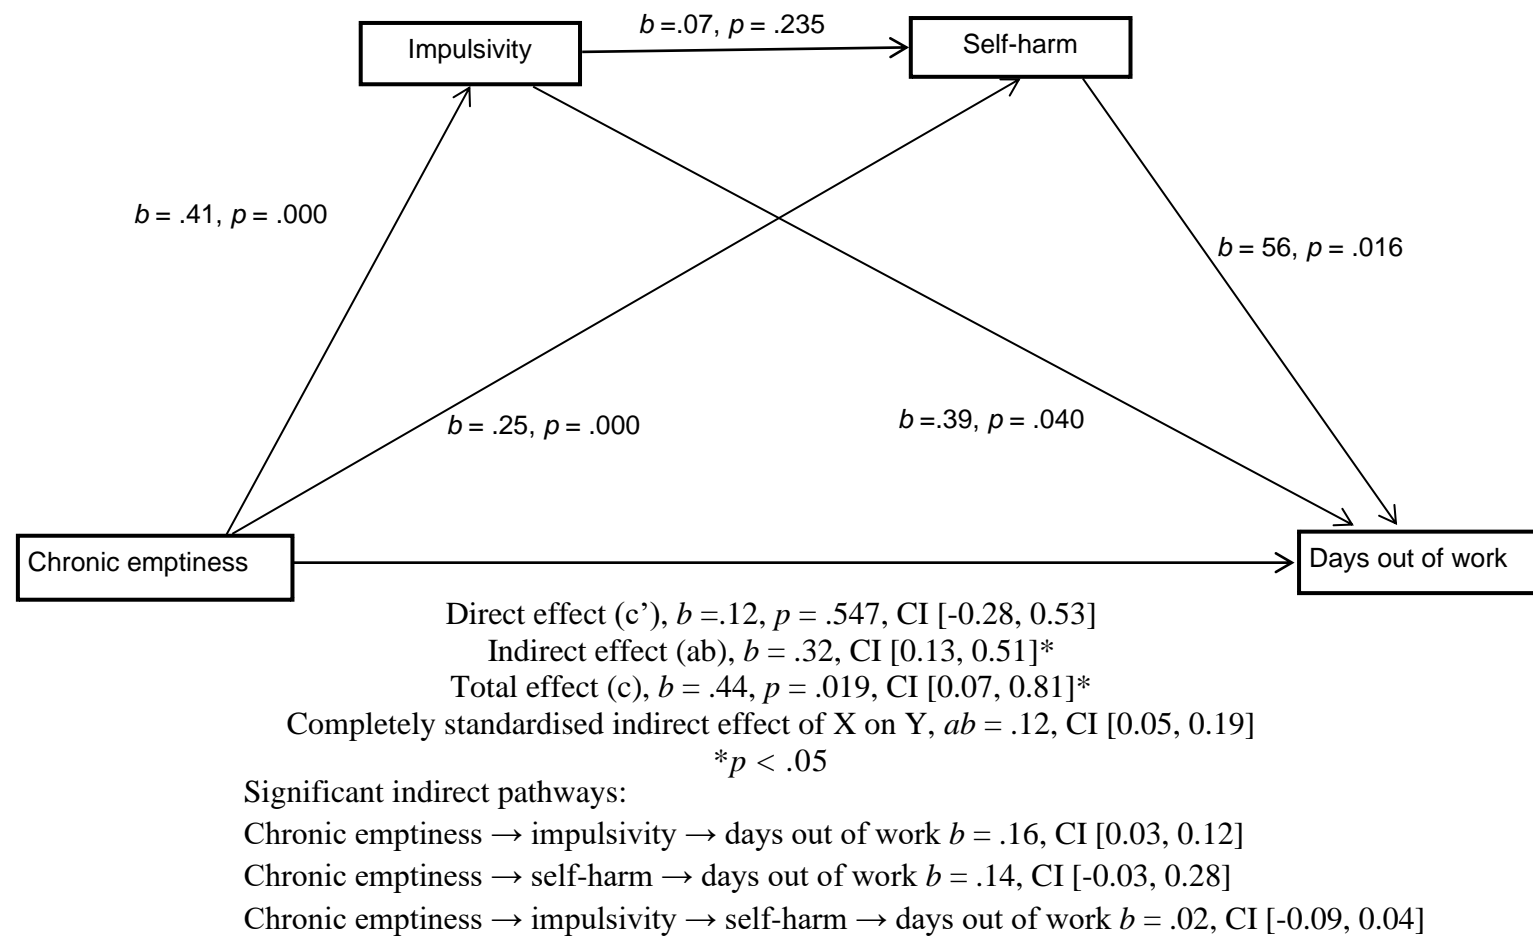 b =.07, p = .235
Impulsivity
Self-harm
b = .41, p = .000
b = 56, p = .016
b = .25, p = .000
b =.39, p = .040
Chronic emptiness
Days out of work
Direct effect (c’), b =.12, p = .547, CI [-0.28, 0.53]
Indirect effect (ab), b = .32, CI [0.13, 0.51]*
Total effect (c), b = .44, p = .019, CI [0.07, 0.81]*
Completely standardised indirect effect of X on Y, ab = .12, CI [0.05, 0.19]
*p < .05
Significant indirect pathways:
Chronic emptiness → impulsivity → days out of work b = .16, CI [0.03, 0.12]
Chronic emptiness → self-harm → days out of work b = .14, CI [-0.03, 0.28]
Chronic emptiness → impulsivity → self-harm → days out of work b = .02, CI [-0.09, 0.04]